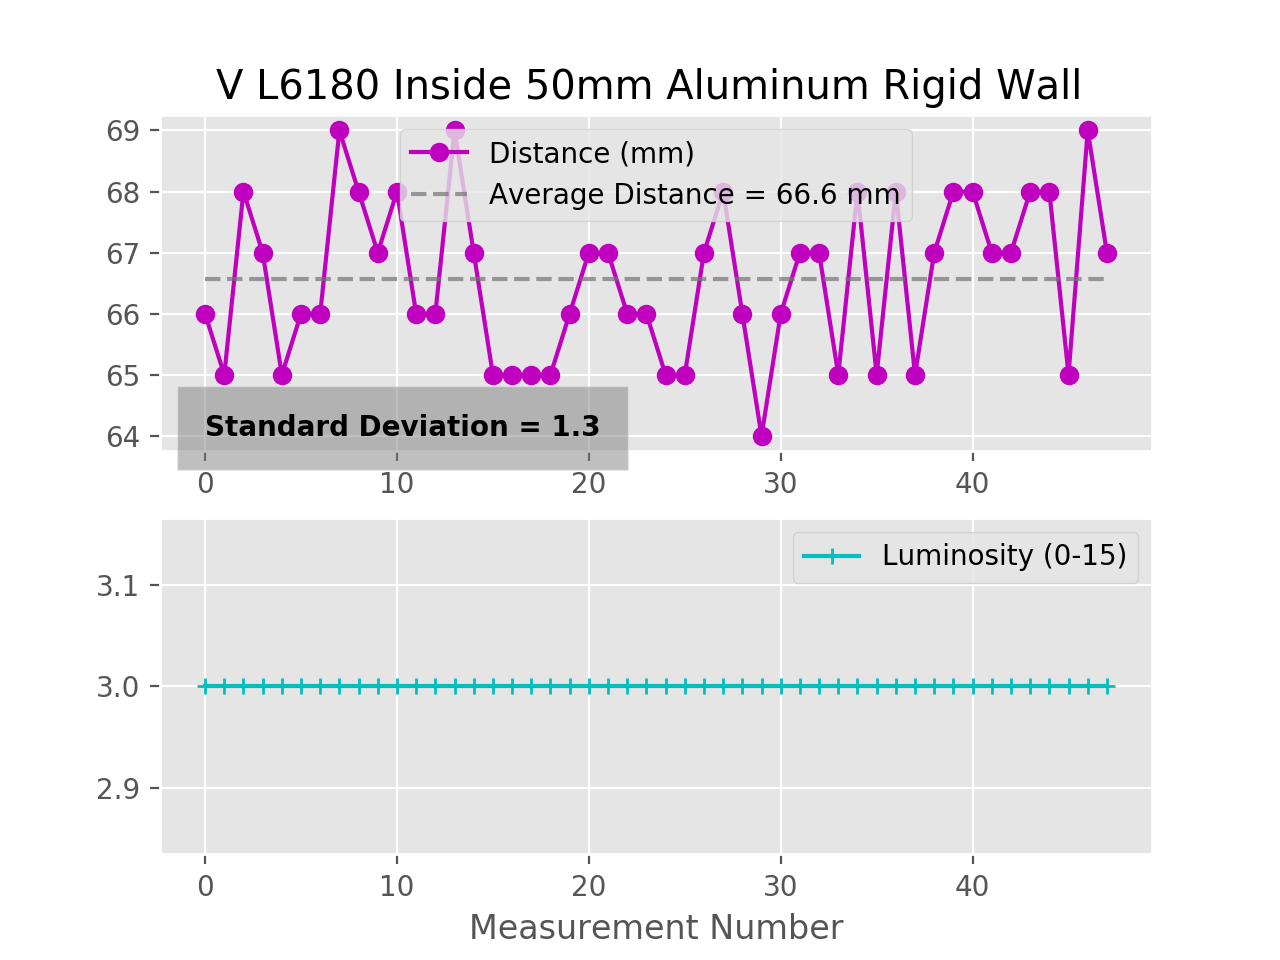 V L6180 Inside 50mm Aluminum Rigid Wall
69
68
67
66
65
64
Distance (mm)
Average Distance = 66.6 mm
Standard Deviation = 1.3
0 10 20 30 40
3.1
3.0
2.9
Luminosity (0-15)
0 10 20 30 40
Measurement Number